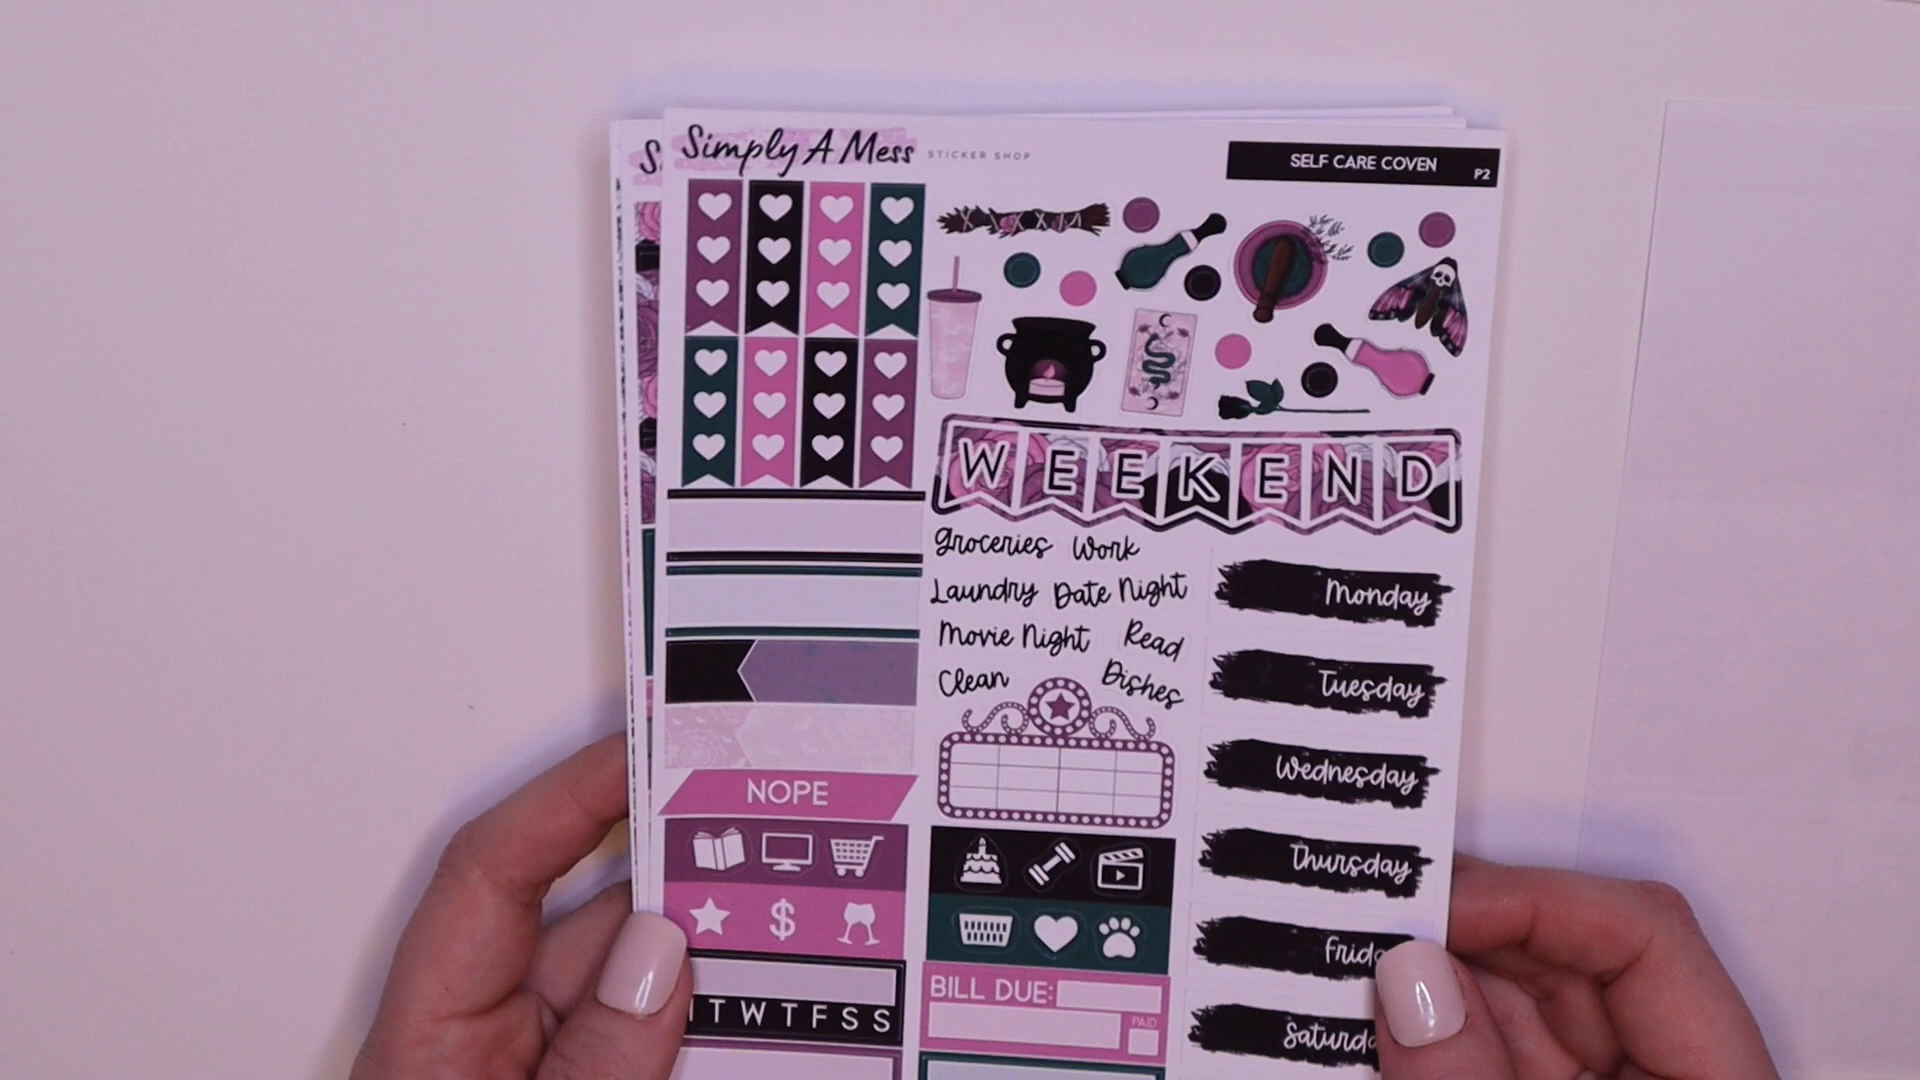 Simply A Mess STICKER SHOP
SELF CARE COVEN
P2
WEEKEND
Groceries Work
Laundry Date Night
Movie Night Read
Clean Dishes
NOPE
TWTFSS
BILL DUE:
PAID
Monday
Tuesday
Wednesday
Thursday